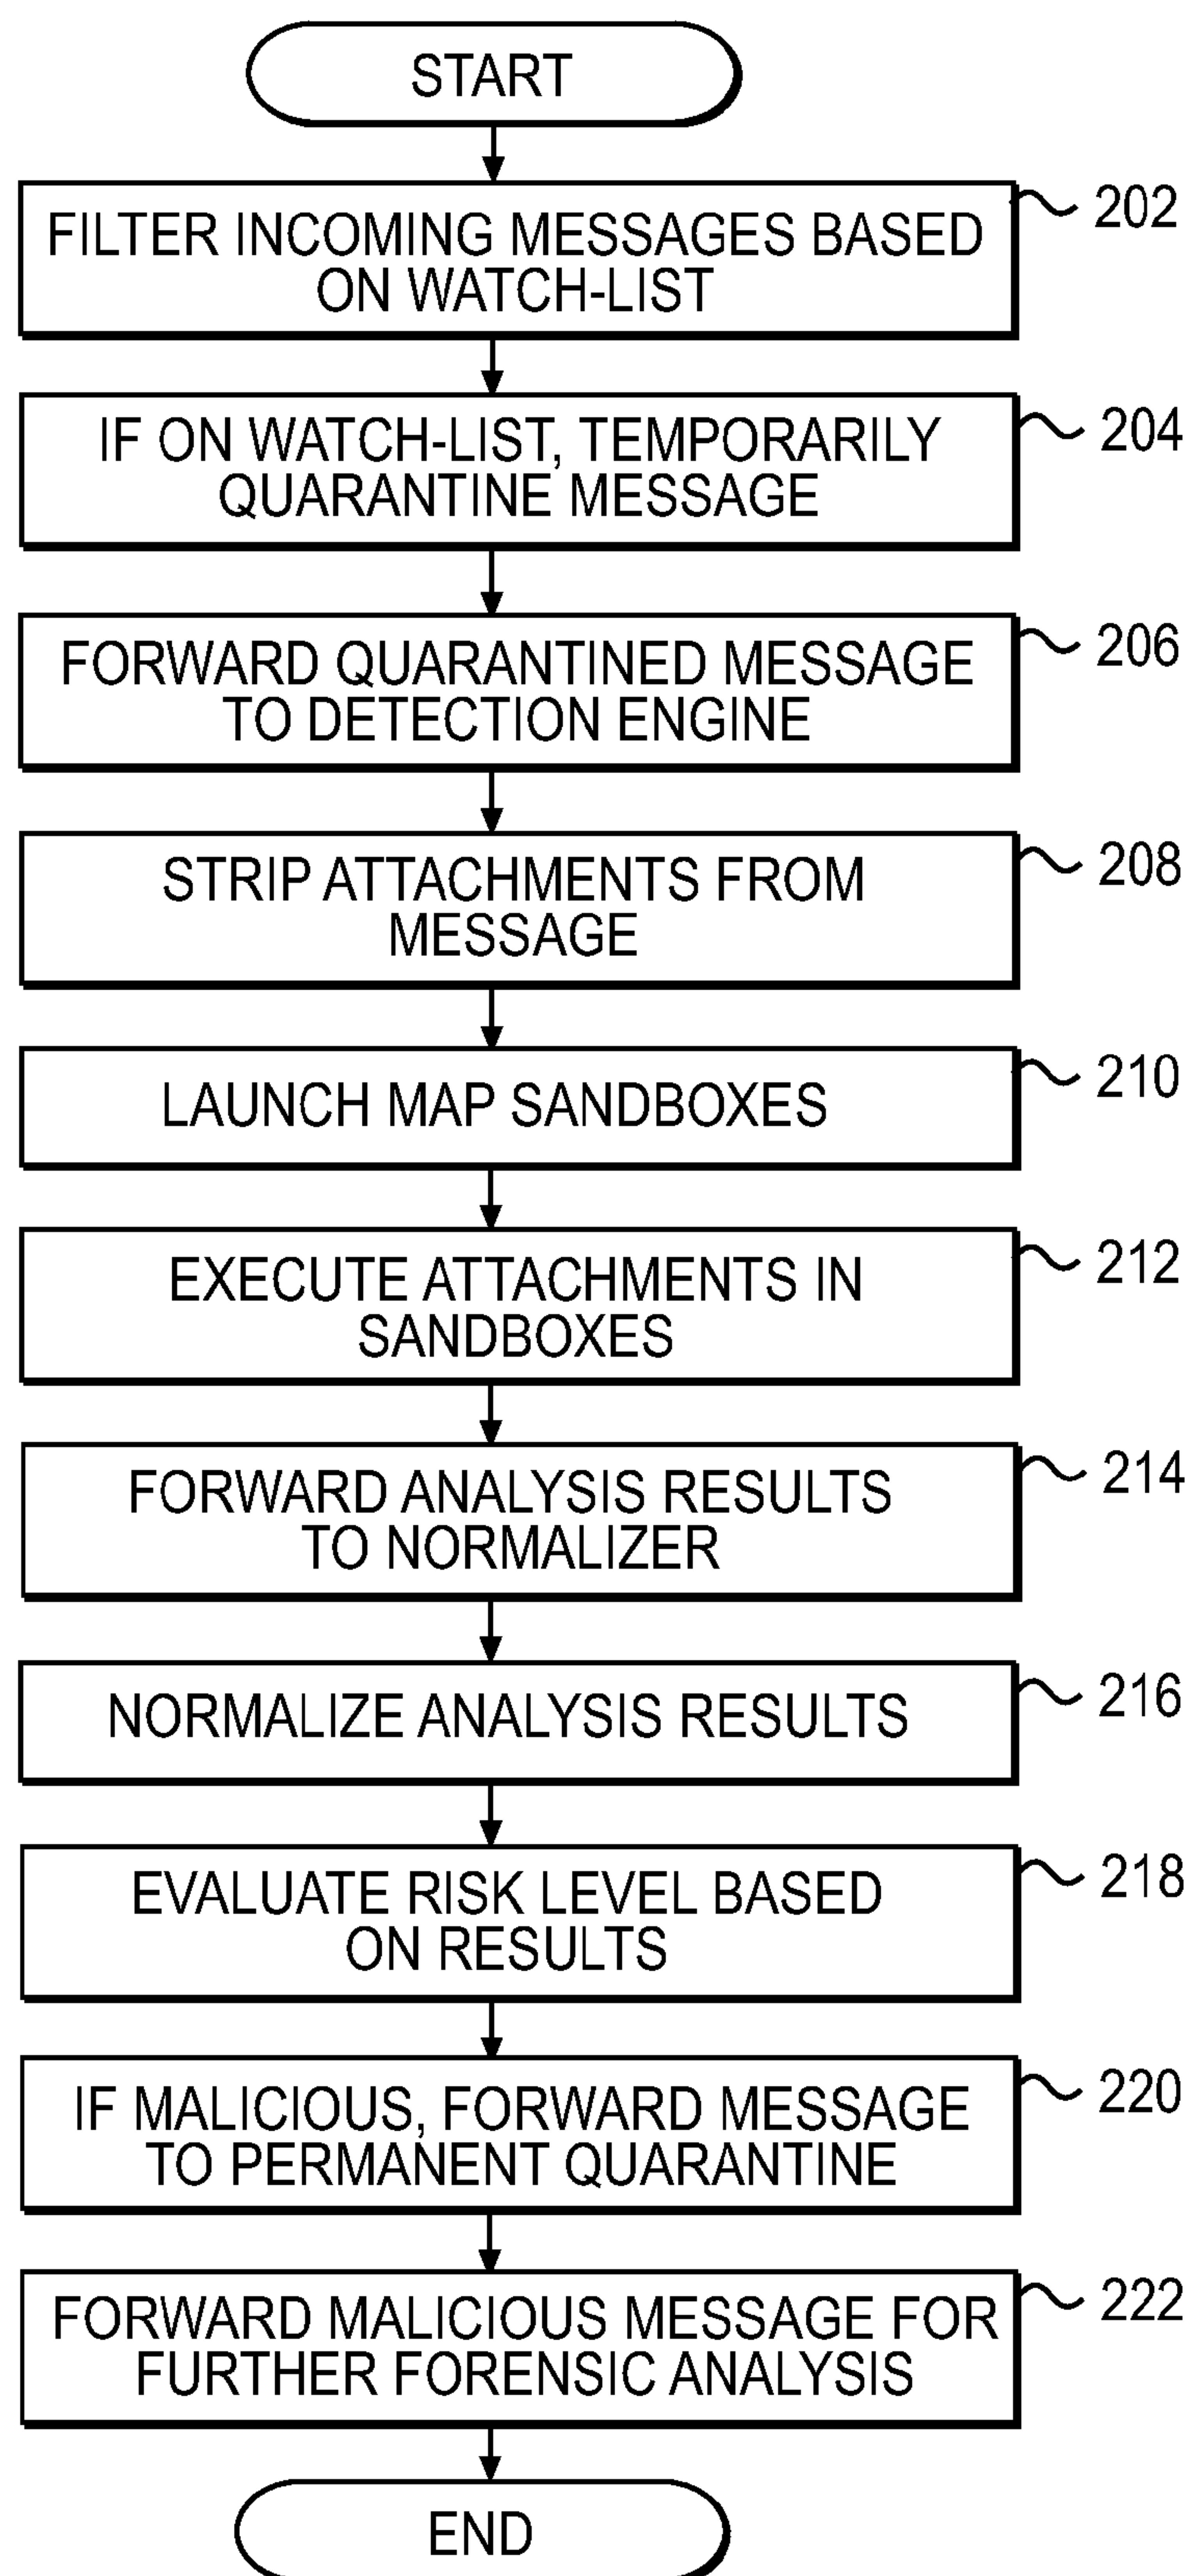 START
FILTER INCOMING MESSAGES BASED
ON WATCH-LIST
202
IF ON WATCH-LIST, TEMPORARILY
QUARANTINE MESSAGE
204
FORWARD QUARANTINED MESSAGE
TO DETECTION ENGINE
206
STRIP ATTACHMENTS FROM
MESSAGE
208
LAUNCH MAP SANDBOXES
210
EXECUTE ATTACHMENTS IN
SANDBOXES
212
FORWARD ANALYSIS RESULTS
TO NORMALIZER
214
NORMALIZE ANALYSIS RESULTS
216
EVALUATE RISK LEVEL BASED
ON RESULTS
218
IF MALICIOUS, FORWARD MESSAGE
TO PERMANENT QUARANTINE
220
FORWARD MALICIOUS MESSAGE FOR
FURTHER FORENSIC ANALYSIS
222
END